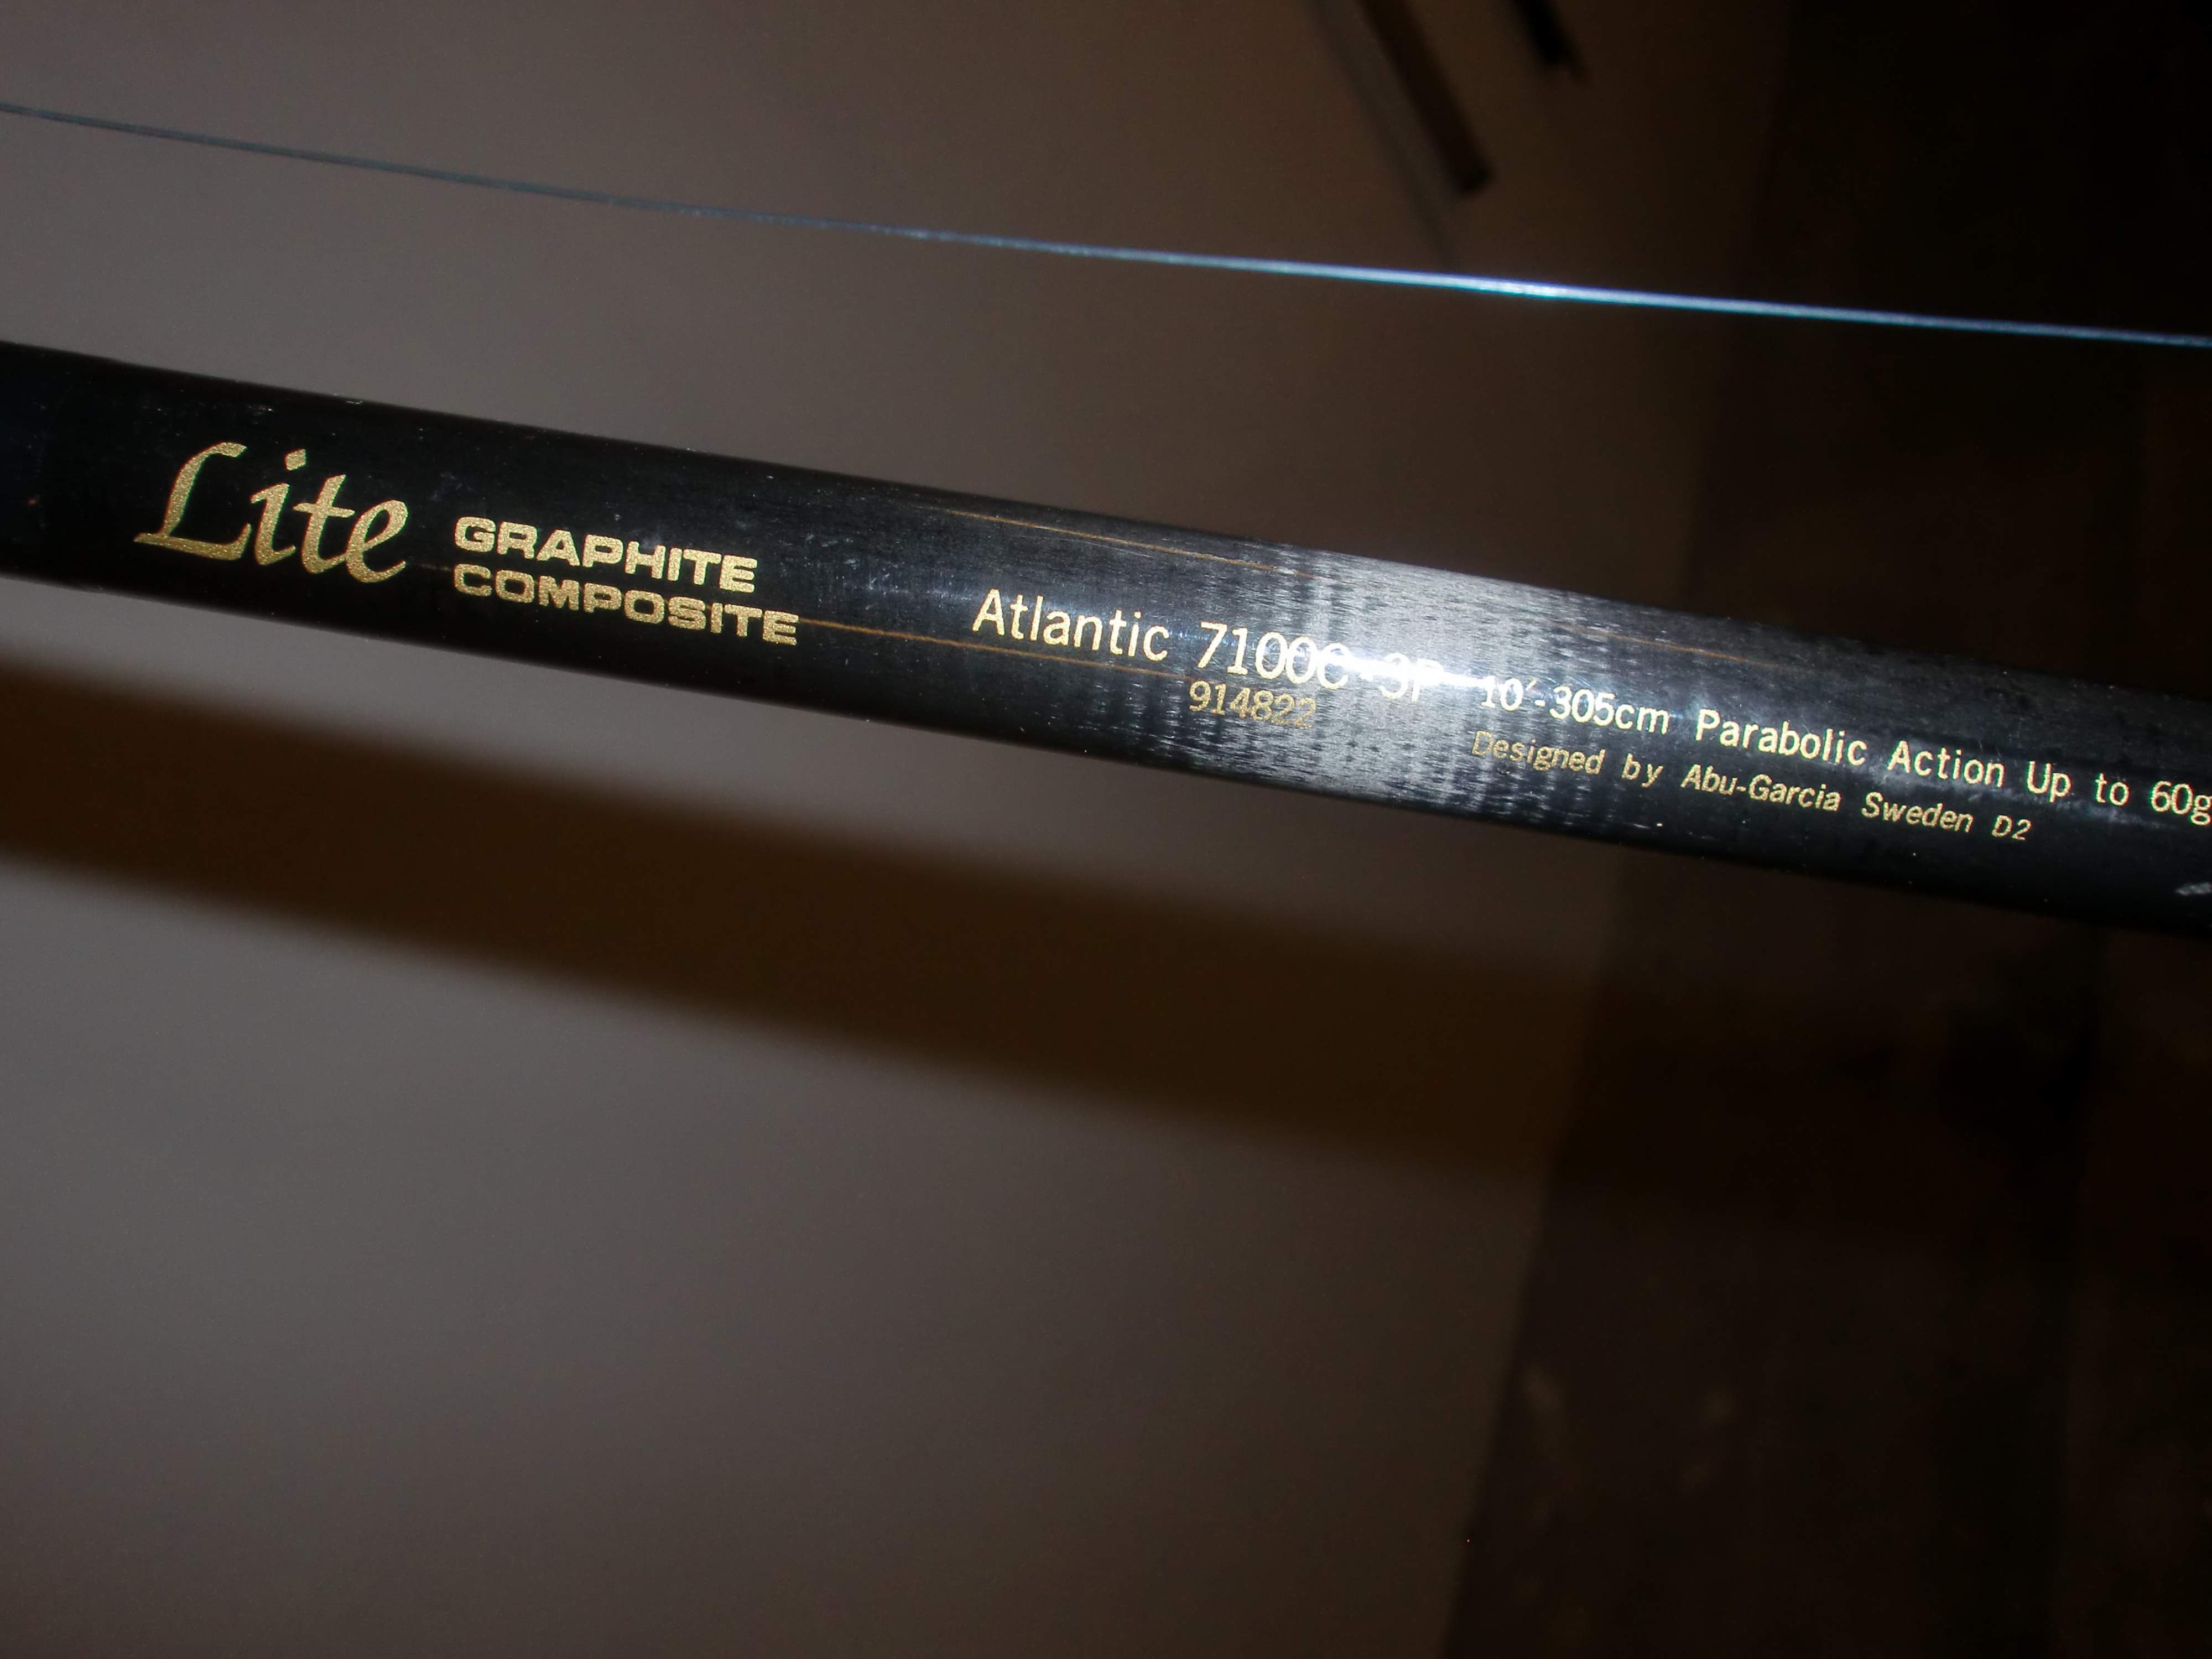 Lite
GRAPHITE
COMPOSITE
Atlantic 7100C-3P 10'-305cm Parabolic Action Up to 60g
914822
Designed by Abu-Garcia Sweden D2